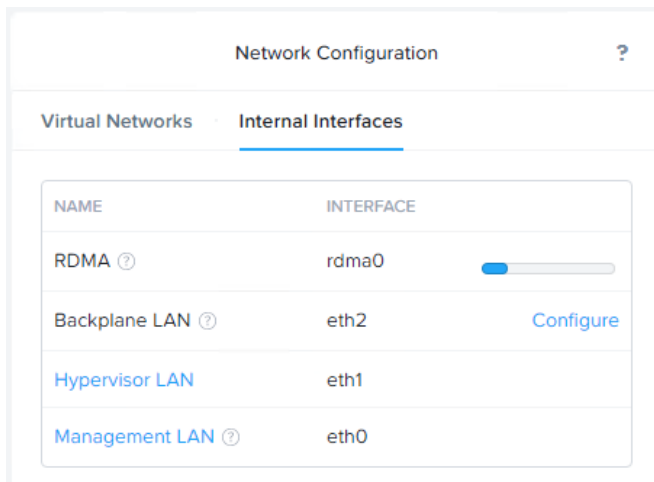 Network Configuration ?
Virtual Networks Internal Interfaces
NAME INTERFACE
RDMA ? rdma0
Backplane LAN ? eth2 Configure
Hypervisor LAN eth1
Management LAN ? eth0